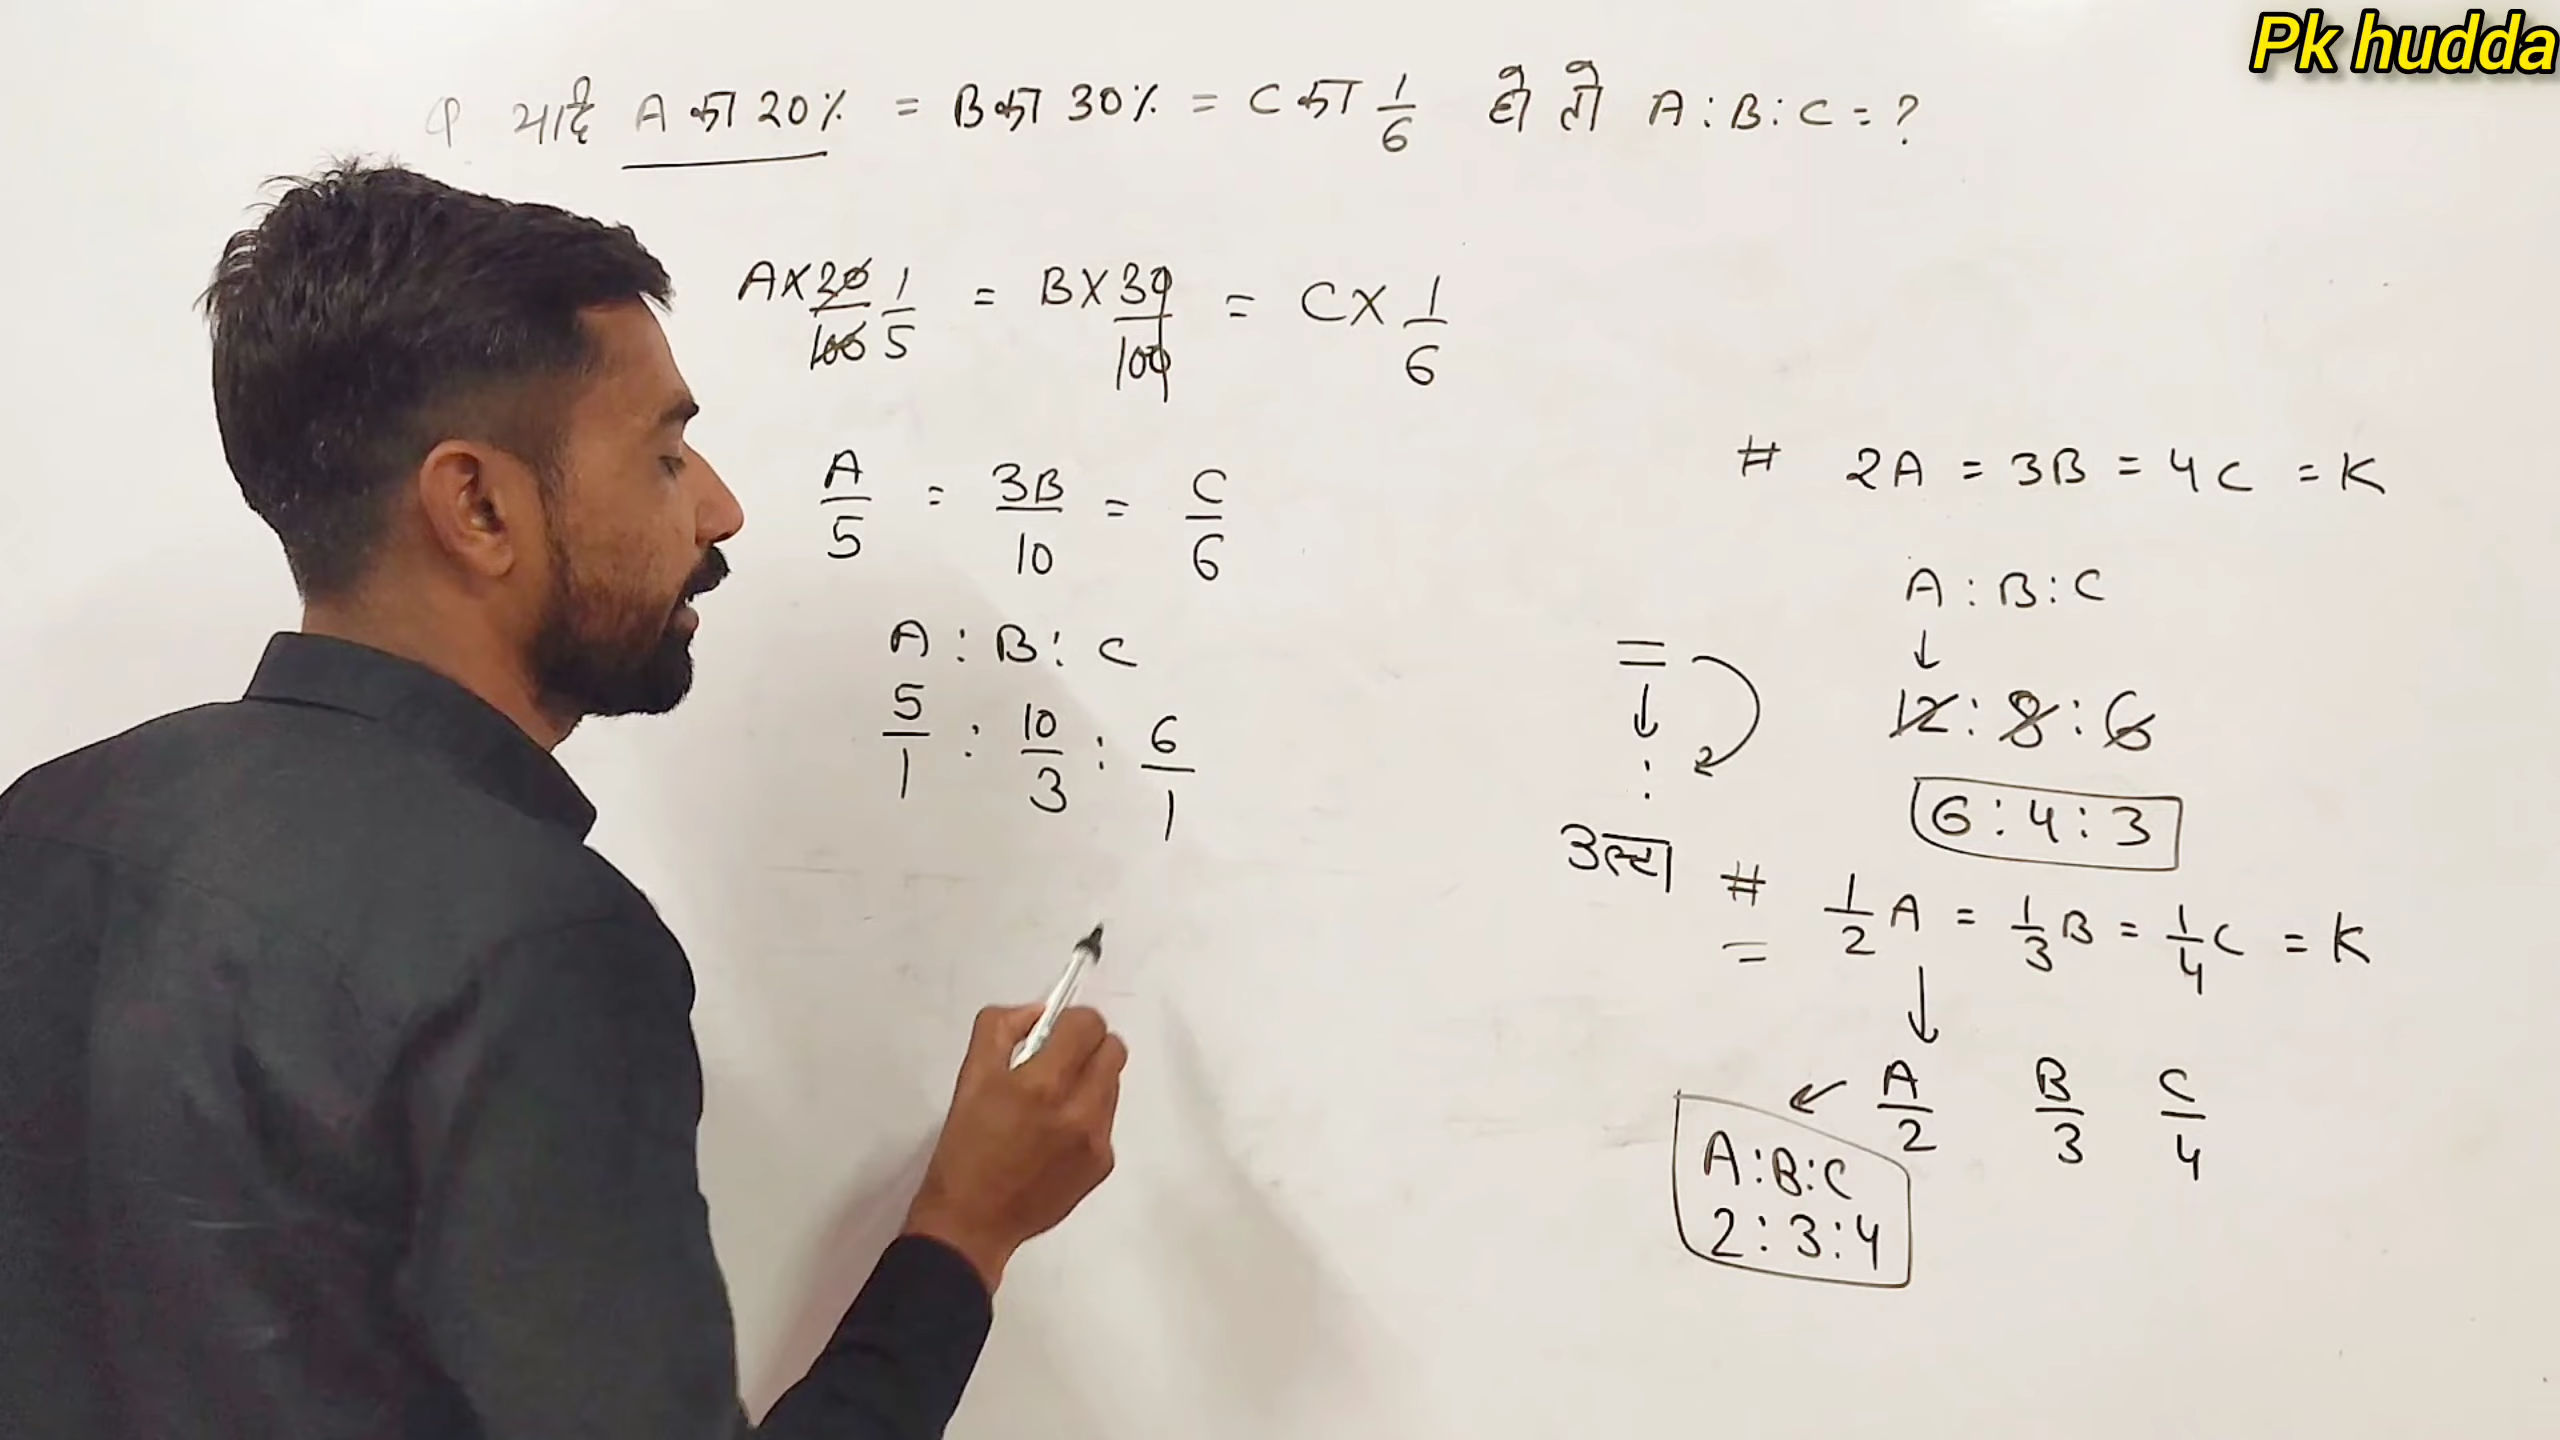 Pk hudda
Q यदि A का 20% = B का 30% = C का 1/6 हो तो A : B : C = ?
A × 20/100 1/5 = B × 30/100 = C × 1/6
A/5 = 3B/10 = C/6
A : B : C
5/1 : 10/3 : 6/1
# 2A = 3B = 4C = K
A : B : C
↓
12 : 8 : 6
6 : 4 : 3
=
↓
:
उल्टा
# 1/2 A = 1/3 B = 1/4 C = K
=
↓
← A/2 B/3 C/4
A : B : C
2 : 3 : 4